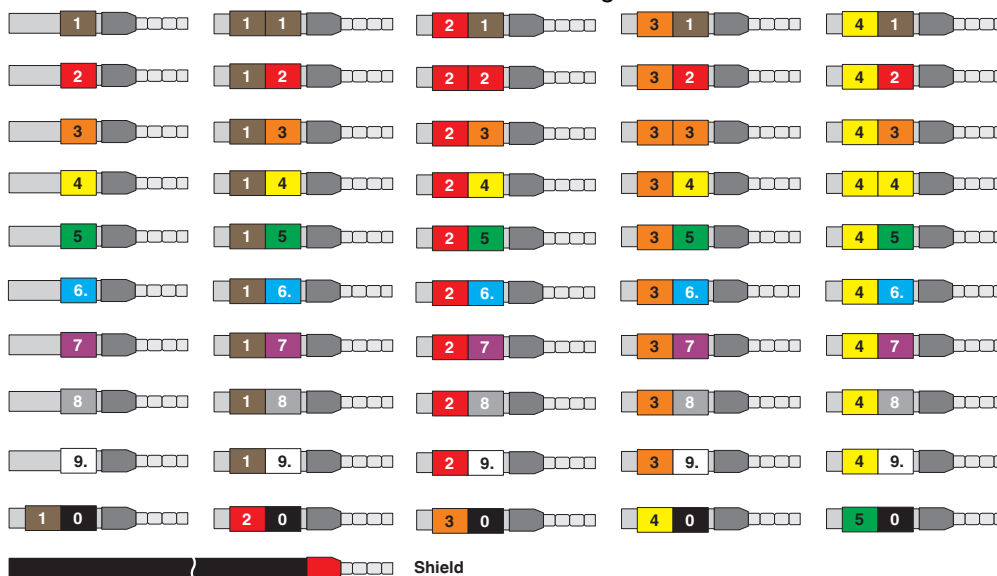 1 1 1 2 1 3 1 4 1
2 1 2 2 2 3 2 4 2
3 1 3 2 3 3 3 4 3
4 1 4 2 4 3 4 4 4
5 1 5 2 5 3 5 4 5
6. 1 6. 2 6. 3 6. 4 6.
7 1 7 2 7 3 7 4 7
8 1 8 2 8 3 8 4 8
9. 1 9. 2 9. 3 9. 4 9.
1 0 2 0 3 0 4 0 5 0
Shield